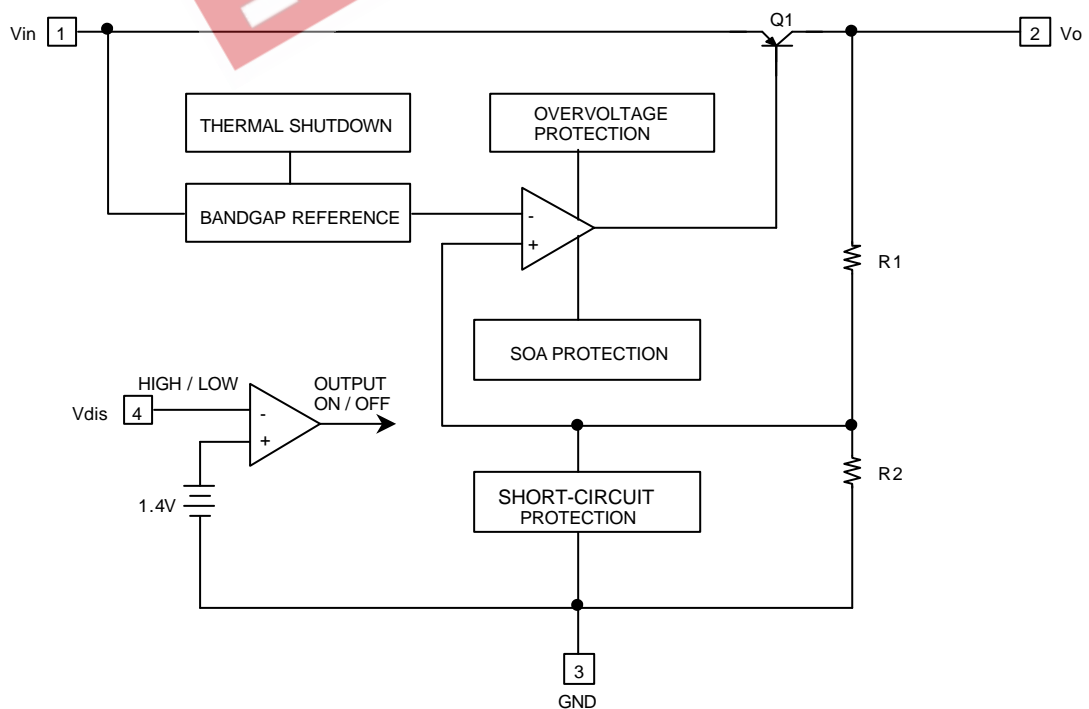 Q1
Vin 1
2 Vo
THERMAL SHUTDOWN
OVERVOLTAGE
PROTECTION
BANDGAP REFERENCE
-
+
R1
SOA PROTECTION
HIGH / LOW
OUTPUT
ON / OFF
Vdis 4
-
+
R2
1.4V
SHORT-CIRCUIT
PROTECTION
3
GND